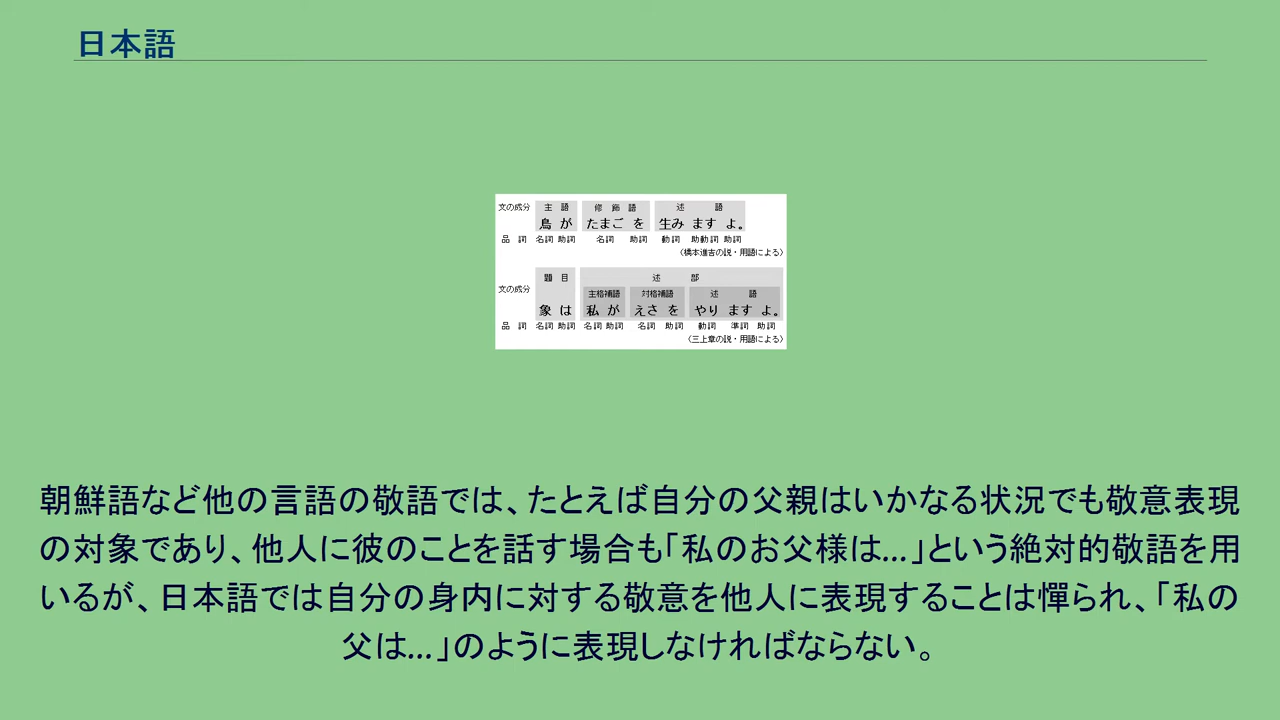 日本語
文の成分 主語 修飾語 述語
鳥が たまごを 生みますよ。
品詞 名詞 助詞 名詞 助詞 動詞 助動詞 助詞
(橋本進吉の説・用語による)
題目 述部
文の成分 主格補語 対格補語 述語
象は 私が えさを やりますよ。
品詞 名詞 助詞 名詞 助詞 名詞 助詞 動詞 準詞 助詞
(三上章の説・用語による)
朝鮮語など他の言語の敬語では、たとえば自分の父親はいかなる状況でも敬意表現
の対象であり、他人に彼のことを話す場合も「私のお父様は...」という絶対的敬語を用
いるが、日本語では自分の身内に対する敬意を他人に表現することは憚られ、「私の
父は...」のように表現しなければならない。